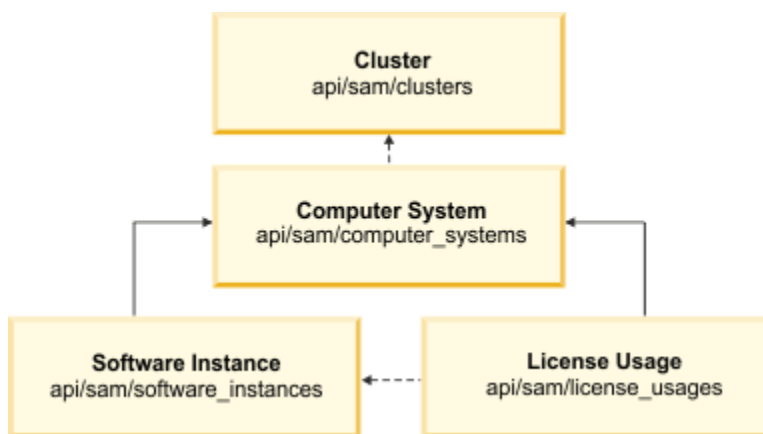 Cluster
api/sam/clusters
Computer System
api/sam/computer_systems
Software Instance
api/sam/software_instances
License Usage
api/sam/license_usages